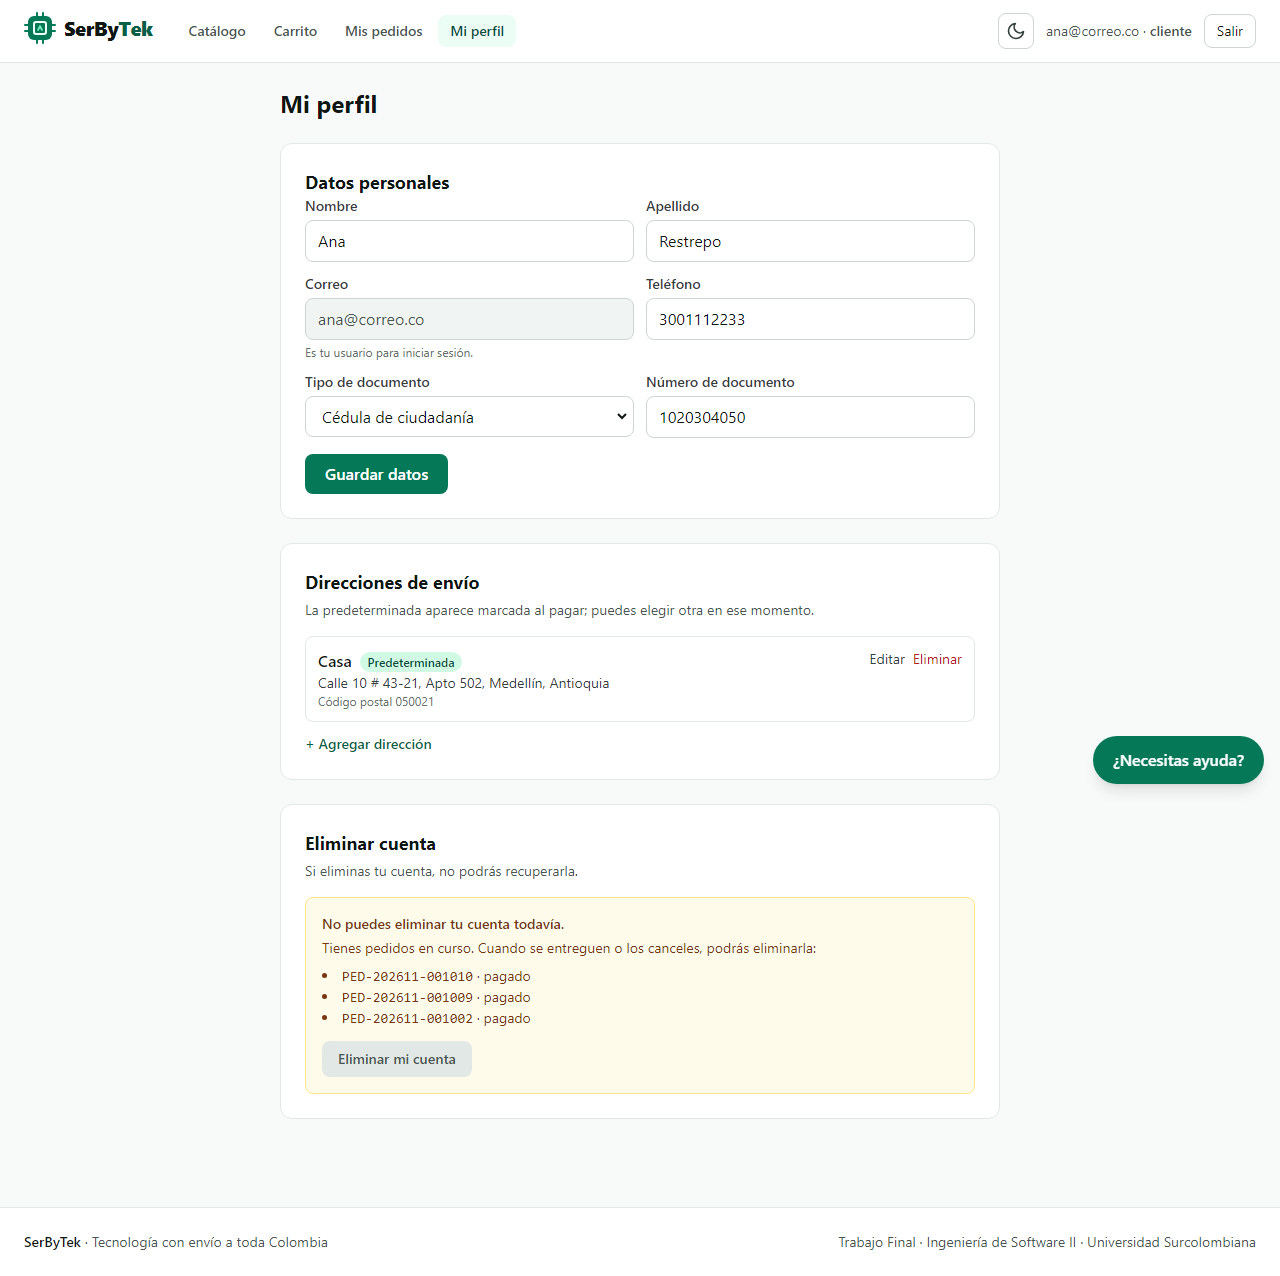 SerByTek
Catálogo
Carrito
Mis pedidos
Mi perfil
ana@correo.co · cliente
Salir
Mi perfil
Datos personales
Nombre
Apellido
Ana
Restrepo
Correo
Teléfono
ana@correo.co
3001112233
Es tu usuario para iniciar sesión.
Tipo de documento
Número de documento
Cédula de ciudadanía
1020304050
Guardar datos
Direcciones de envío
La predeterminada aparece marcada al pagar; puedes elegir otra en ese momento.
Casa Predeterminada
Editar Eliminar
Calle 10 # 43-21, Apto 502, Medellín, Antioquia
Código postal 050021
+ Agregar dirección
¿Necesitas ayuda?
Eliminar cuenta
Si eliminas tu cuenta, no podrás recuperarla.
No puedes eliminar tu cuenta todavía.
Tienes pedidos en curso. Cuando se entreguen o los canceles, podrás eliminarla:
• PED-202611-001010 · pagado
• PED-202611-001009 · pagado
• PED-202611-001002 · pagado
Eliminar mi cuenta
SerByTek · Tecnología con envío a toda Colombia
Trabajo Final · Ingeniería de Software II · Universidad Surcolombiana